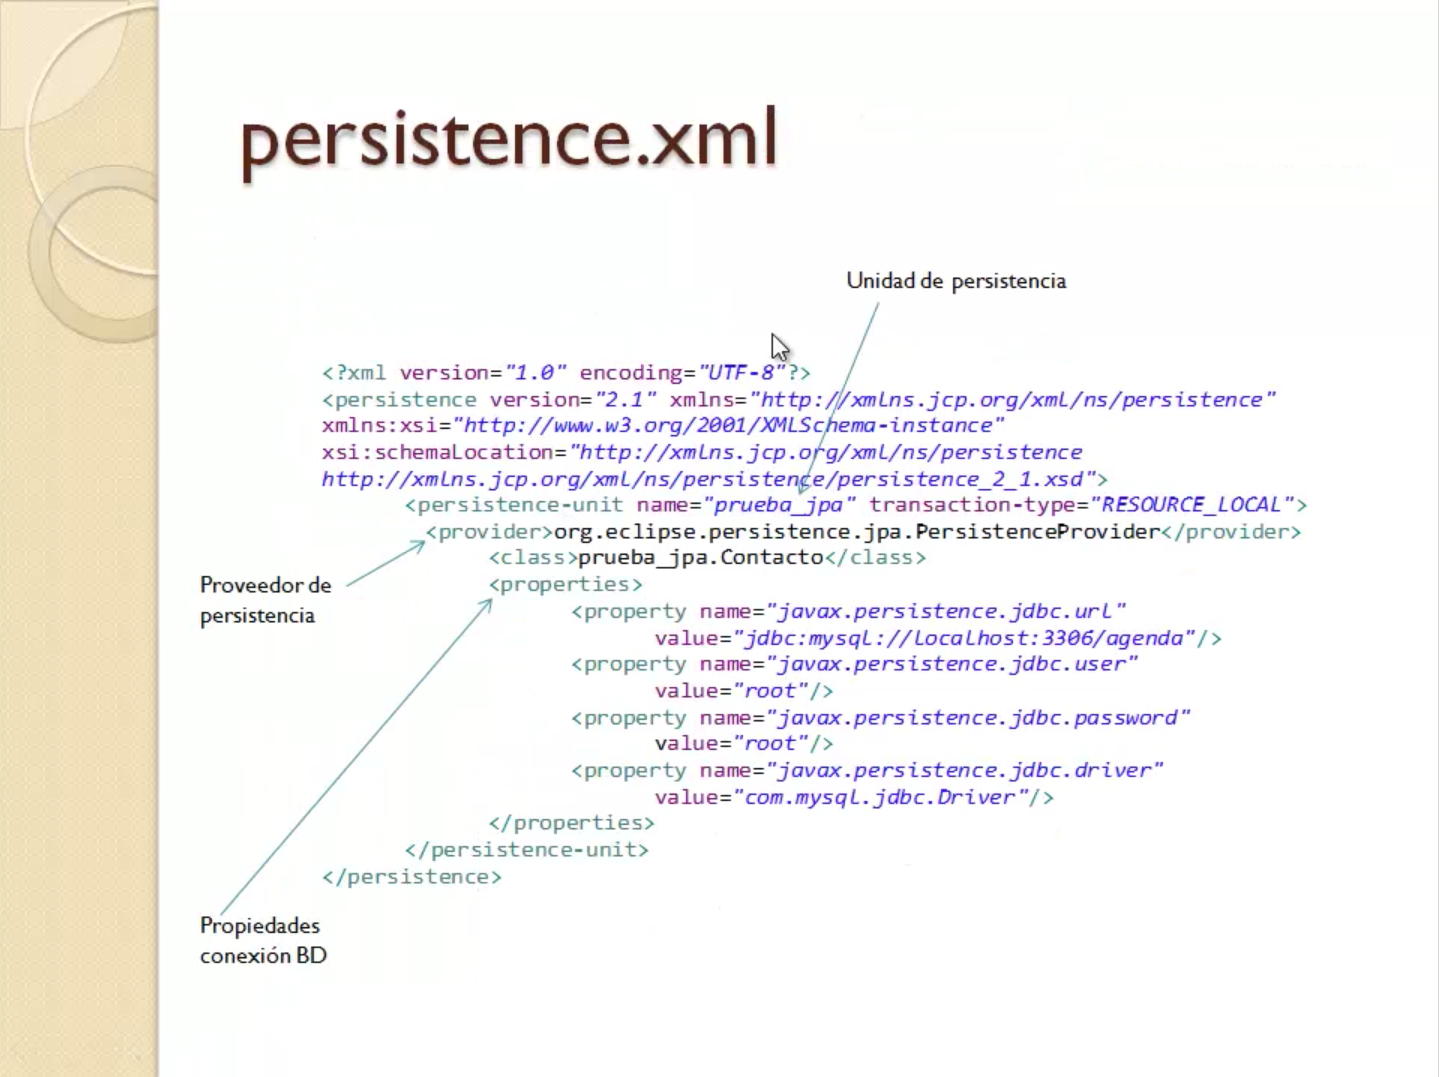 persistence.xml
Unidad de persistencia
<?xml version="1.0" encoding="UTF-8"?>
<persistence version="2.1" xmlns="http://xmlns.jcp.org/xml/ns/persistence"
xmlns:xsi="http://www.w3.org/2001/XMLSchema-instance"
xsi:schemaLocation="http://xmlns.jcp.org/xml/ns/persistence
http://xmlns.jcp.org/xml/ns/persistence/persistence_2_1.xsd">
<persistence-unit name="prueba_jpa" transaction-type="RESOURCE_LOCAL">
<provider>org.eclipse.persistence.jpa.PersistenceProvider</provider>
<class>prueba_jpa.Contacto</class>
<properties>
<property name="javax.persistence.jdbc.url"
value="jdbc:mysql://localhost:3306/agenda"/>
<property name="javax.persistence.jdbc.user"
value="root"/>
<property name="javax.persistence.jdbc.password"
value="root"/>
<property name="javax.persistence.jdbc.driver"
value="com.mysql.jdbc.Driver"/>
</properties>
</persistence-unit>
</persistence>
Proveedor de
persistencia
Propiedades
conexión BD